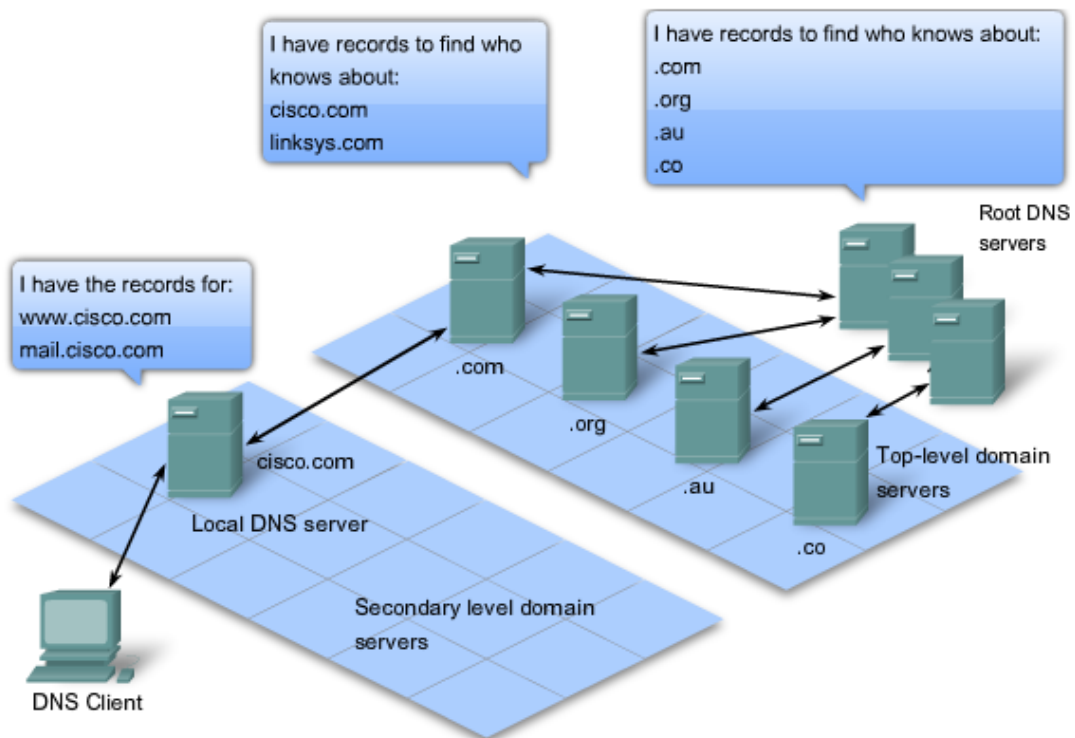 I have records to find who
knows about:
cisco.com
linksys.com
I have records to find who knows about:
.com
.org
.au
.co
Root DNS
servers
I have the records for:
www.cisco.com
mail.cisco.com
.com
.org
.au
.co
Top-level domain
servers
cisco.com
Local DNS server
Secondary level domain
servers
DNS Client